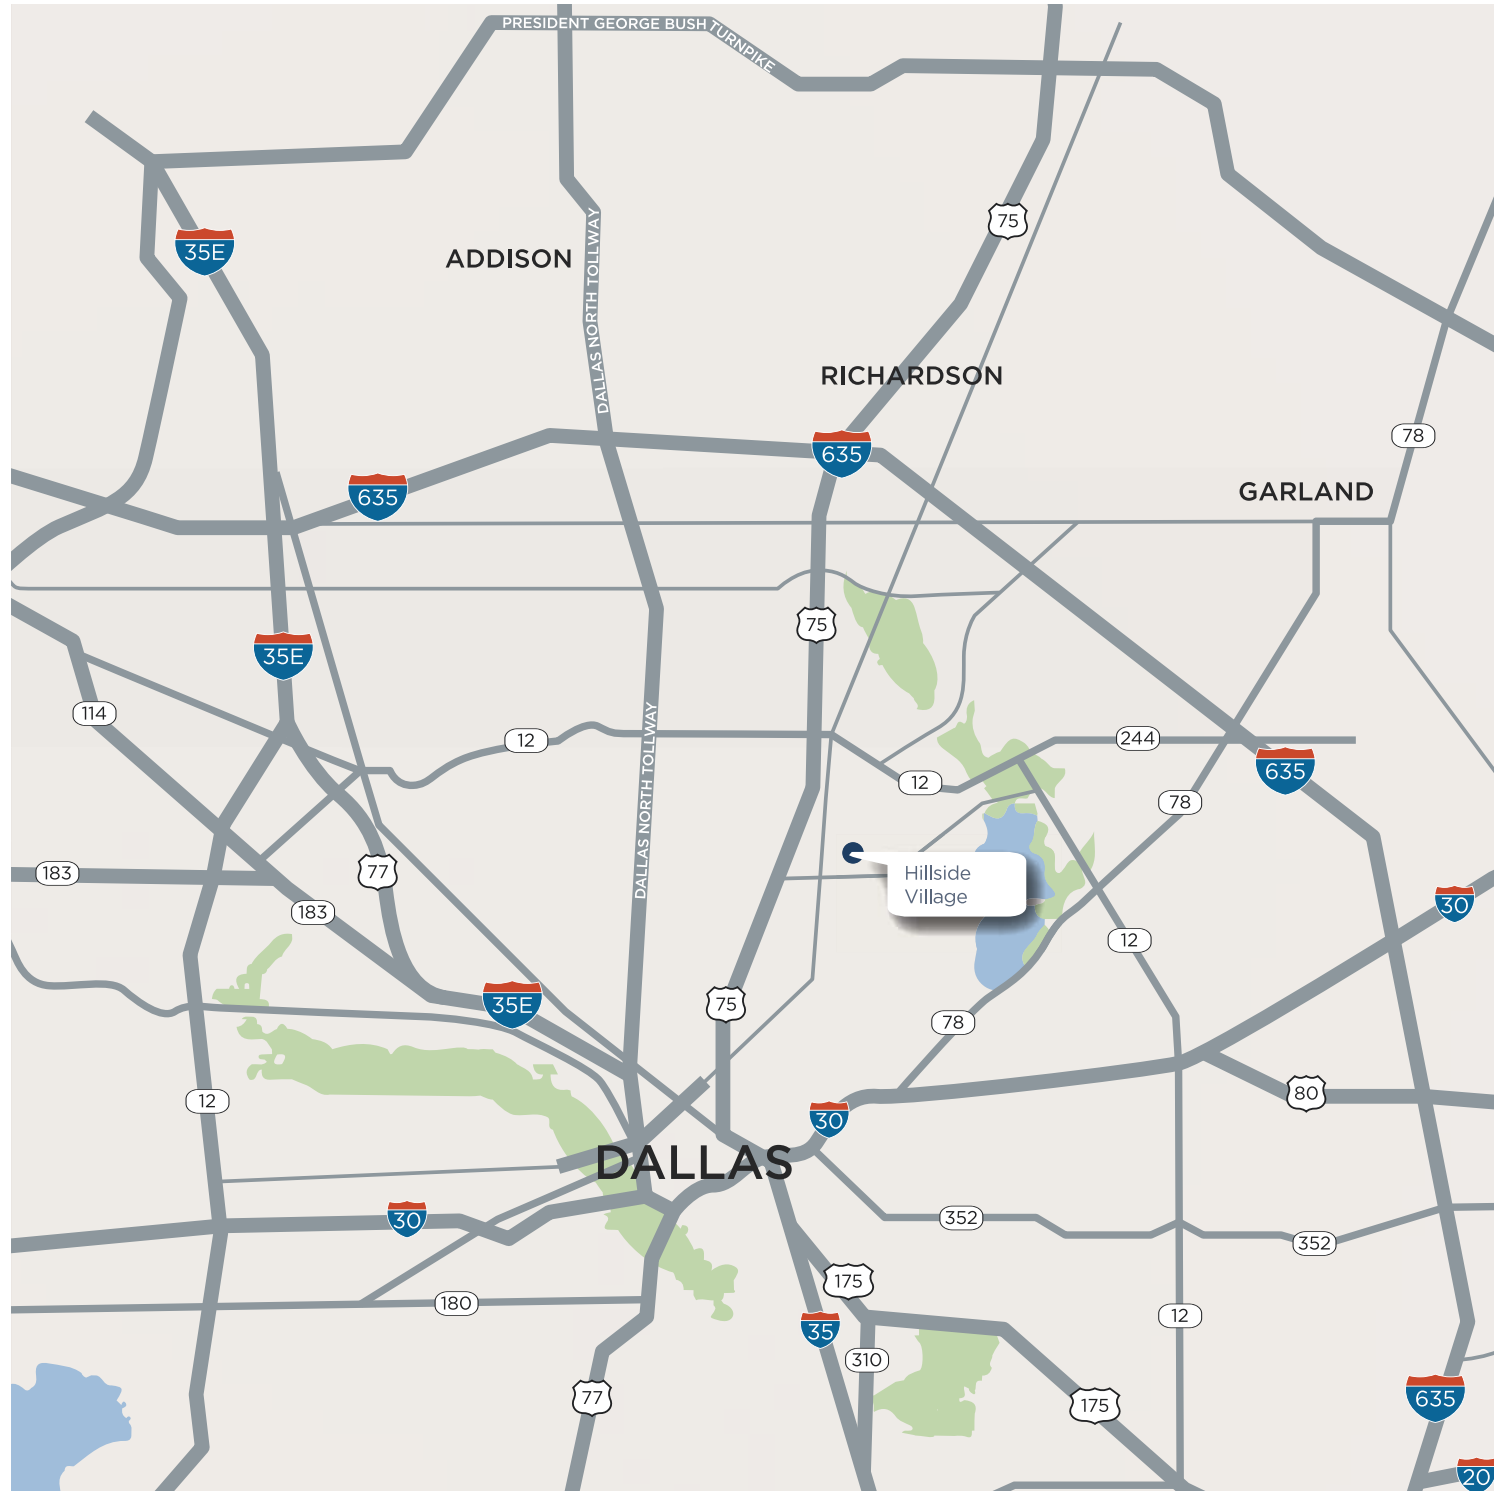 PRESIDENT GEORGE BUSH TURNPIKE
75
35E
ADDISON
DALLAS NORTH TOLLWAY
RICHARDSON
78
635
635
GARLAND
75
35E
114
12
244
DALLAS NORTH TOLLWAY
12
635
78
183
77
Hillside
Village
30
183
12
35E
75
78
12
30
80
DALLAS
30
352
352
175
180
12
35
310
77
175
635
20